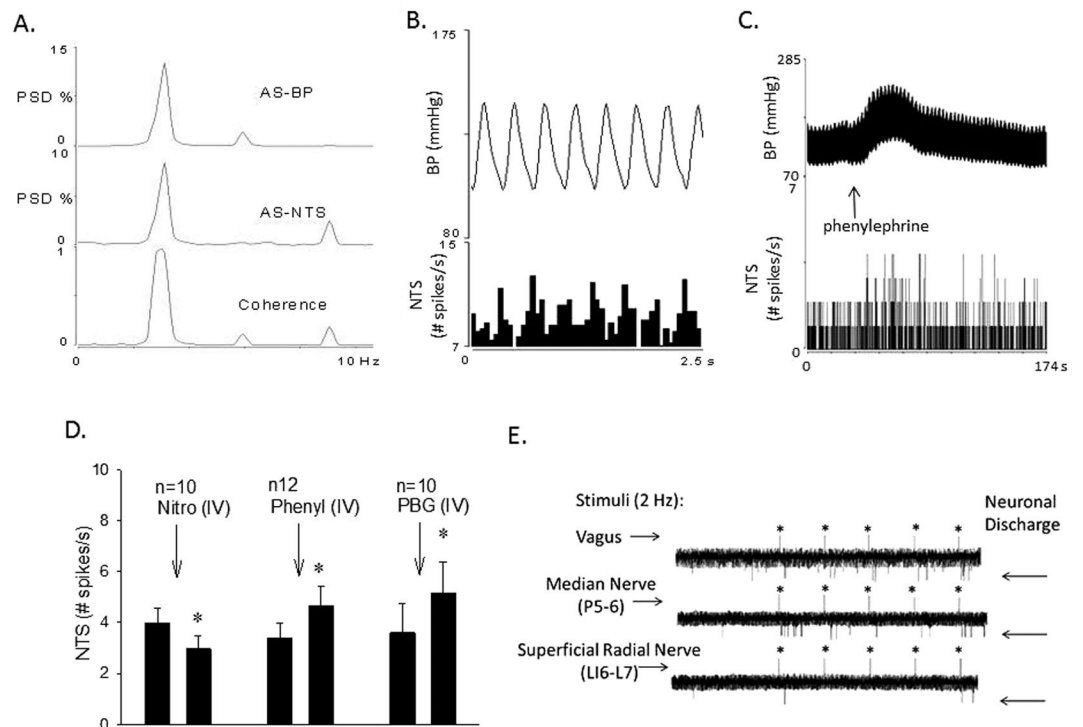 A.
15
PSD %
AS-BP
0
10
PSD %
AS-NTS
0
1
Coherence
0
0
10 Hz
B.
175
BP (mmHg)
80
15
NTS
(# spikes/s)
7
0
2.5 s
C.
285
BP (mmHg)
70
7
phenylephrine
NTS
(# spikes/s)
0
0
174s
D.
10
8
6
4
2
0
NTS (# spikes/s)
n=10
Nitro (IV)
*
n12
Phenyl (IV)
*
n=10
PBG (IV)
*
E.
Stimuli (2 Hz):
Neuronal
Discharge
Vagus
* * * * *
Median Nerve
(P5-6)
* * * * *
Superficial Radial Nerve
(LI6-L7)
* * * * *